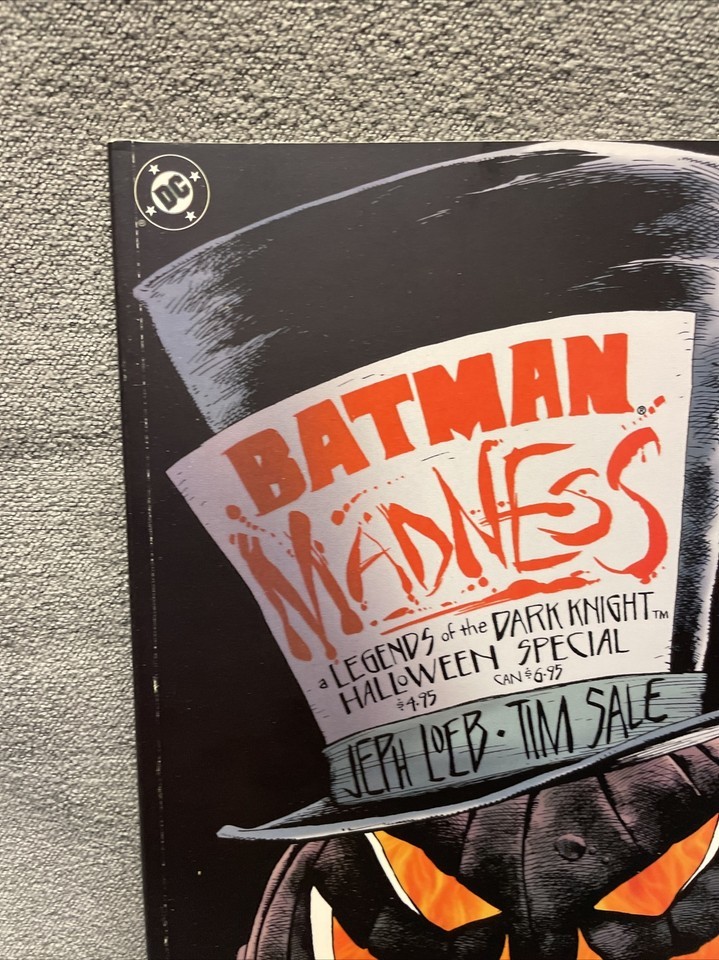 DC
BATMAN®
MADNESS
a LEGENDS of the DARK KNIGHT™
HALLOWEEN SPECIAL
$4.95 CAN $6.95
JEPH LOEB · TIM SALE